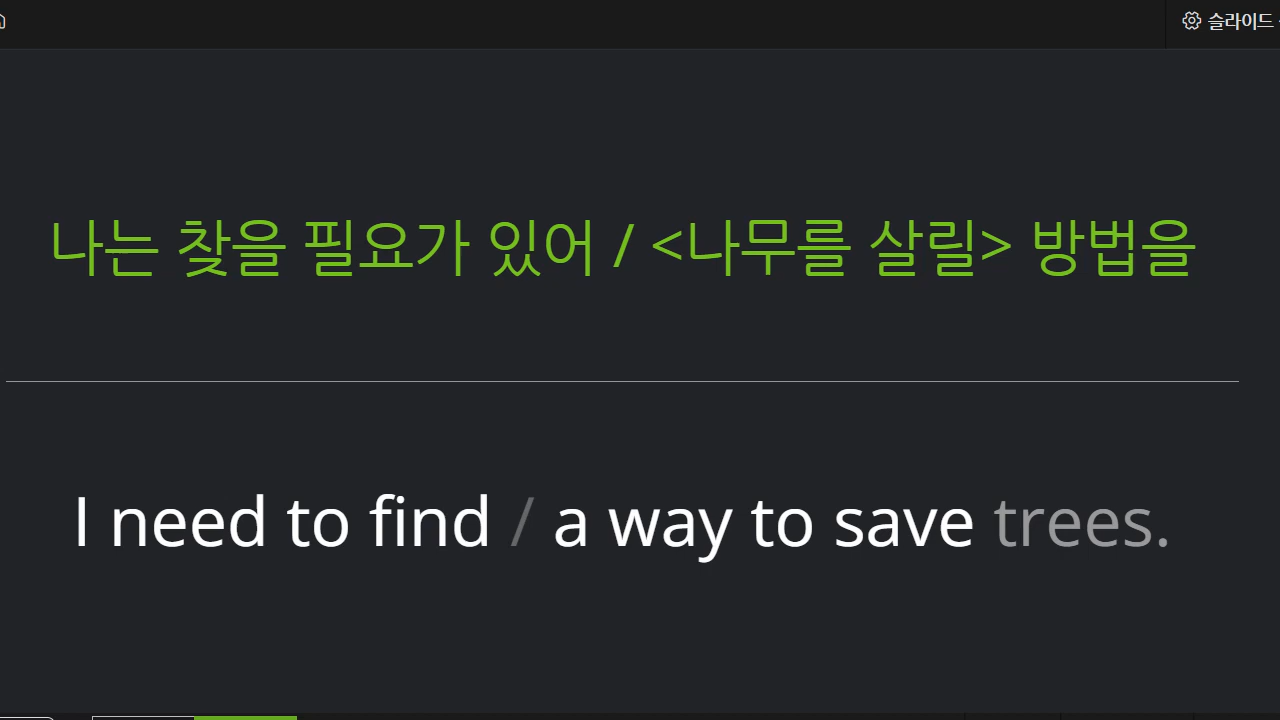 슬라이드
나는 찾을 필요가 있어 / <나무를 살릴> 방법을
I need to find / a way to save trees.